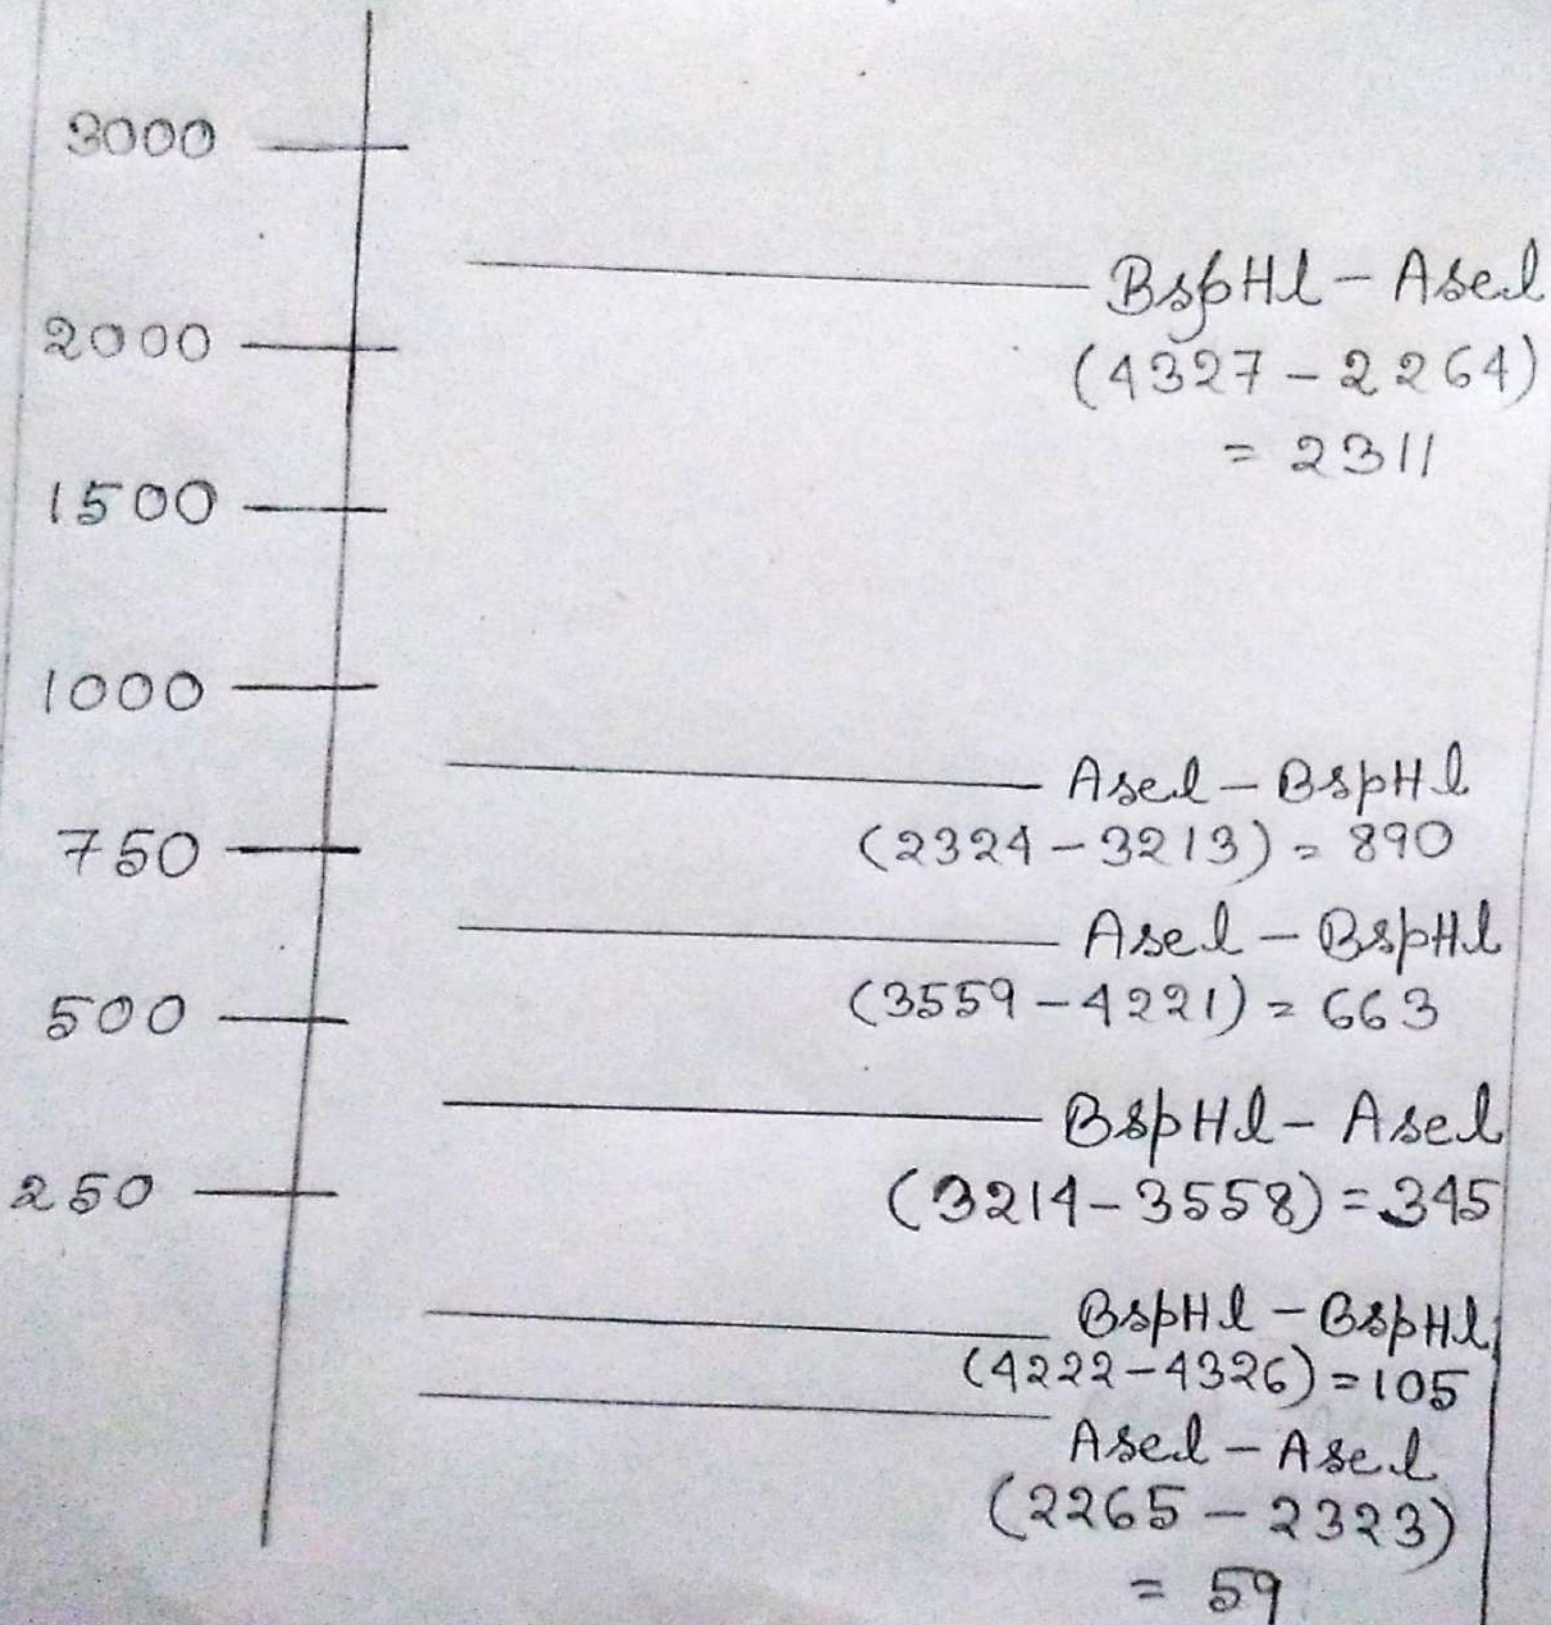 3000
BspHI - AseI
2000
(4327 - 2264)
= 2311
1500
1000
AseI - BspHI
750
(2324 - 3213) = 890
AseI - BspHI
500
(3559 - 4221) = 663
BspHI - AseI
250
(3214 - 3558) = 345
BspHI - BspHI
(4222 - 4326) = 105
AseI - AseI
(2265 - 2323)
= 59